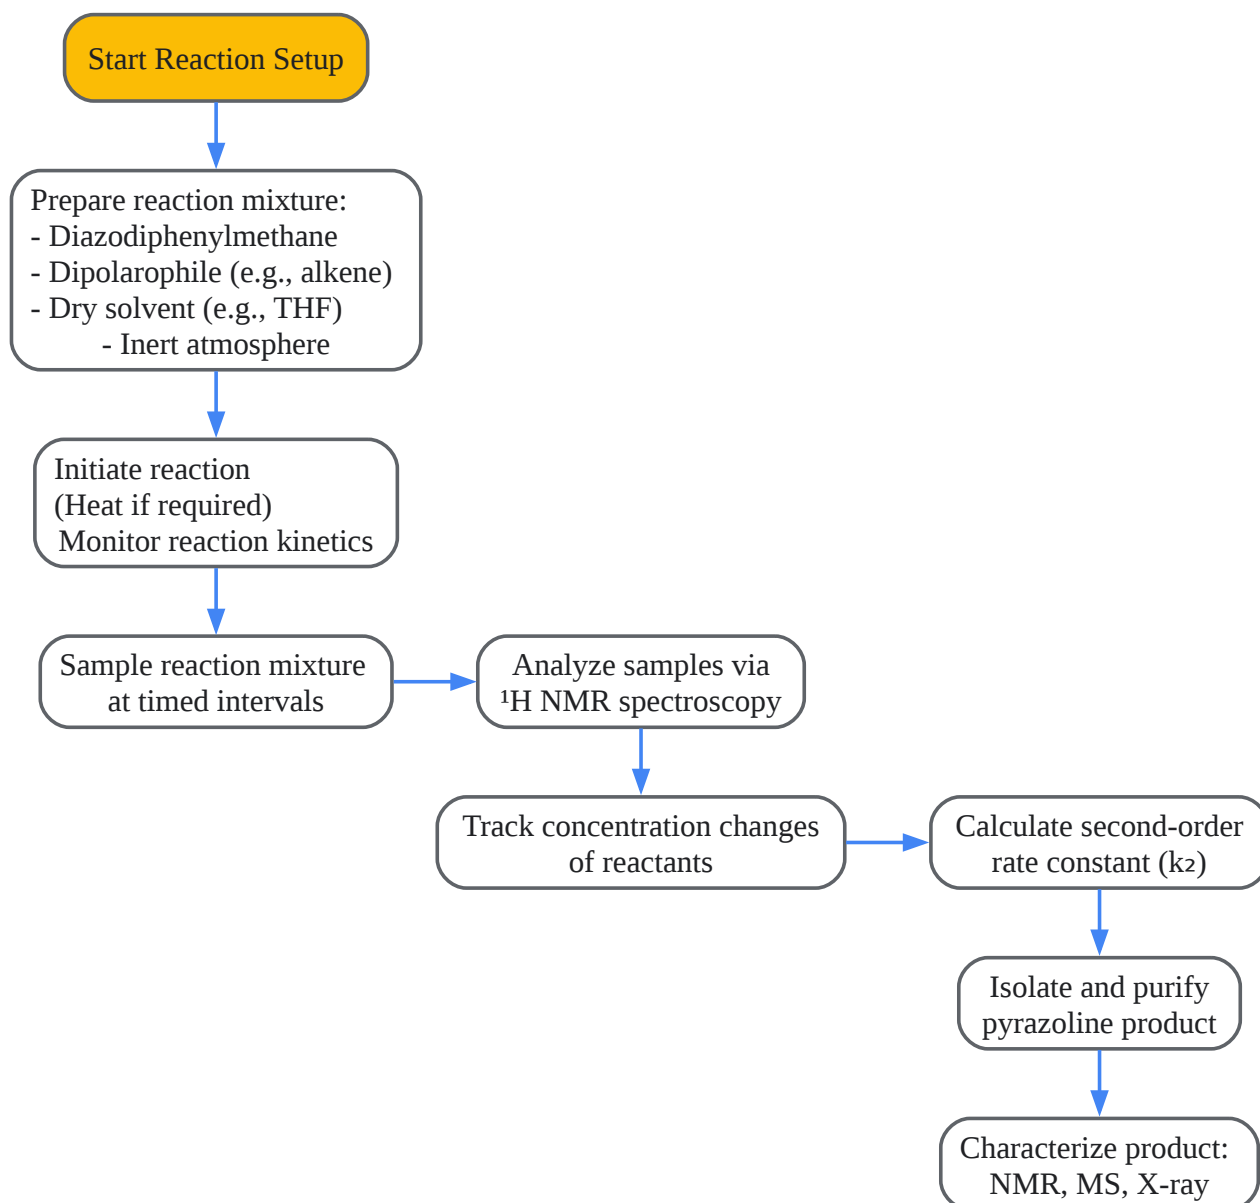 Start Reaction Setup
Prepare reaction mixture:
- Diazodiphenylmethane
- Dipolarophile (e.g., alkene)
- Dry solvent (e.g., THF)
- Inert atmosphere
Initiate reaction
(Heat if required)
Monitor reaction kinetics
Sample reaction mixture
at timed intervals
Analyze samples via
¹H NMR spectroscopy
Track concentration changes
of reactants
Calculate second-order
rate constant (k₂)
Isolate and purify
pyrazoline product
Characterize product:
NMR, MS, X-ray